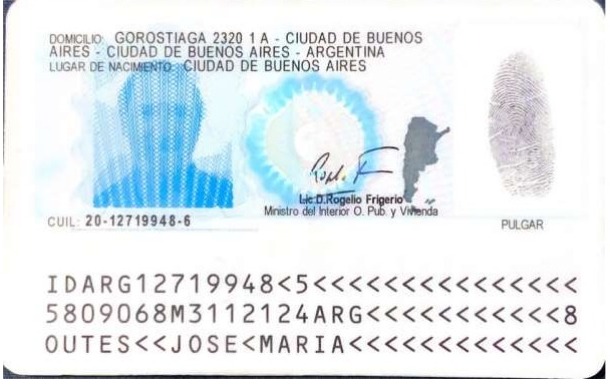 DOMICILIO: GOROSTIAGA 2320 1 A - CIUDAD DE BUENOS
AIRES - CIUDAD DE BUENOS AIRES - ARGENTINA
LUGAR DE NACIMIENTO: CIUDAD DE BUENOS AIRES
Lic.D.Rogelio Frigerio
Ministro del Interior O. Pub. y Vivienda
CUIL: 20-12719948-6
PULGAR
IDARG12719948<5<<<<<<<<<<<<<<<
5809068M3112124ARG<<<<<<<<<<<8
OUTES<<JOSE<MARIA<<<<<<<<<<<<<